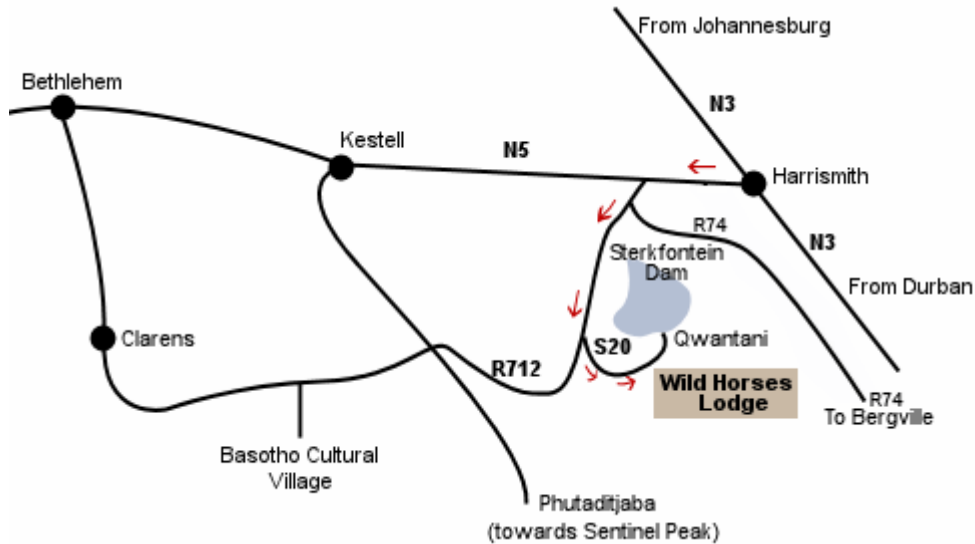 From Johannesburg
Bethlehem
N3
Kestell
N5
Harrismith
R74
N3
Sterkfontein
Dam
From Durban
Clarens
S20
Qwantani
R712
Wild Horses
Lodge
R74
To Bergville
Basotho Cultural
Village
Phutaditjaba
(towards Sentinel Peak)